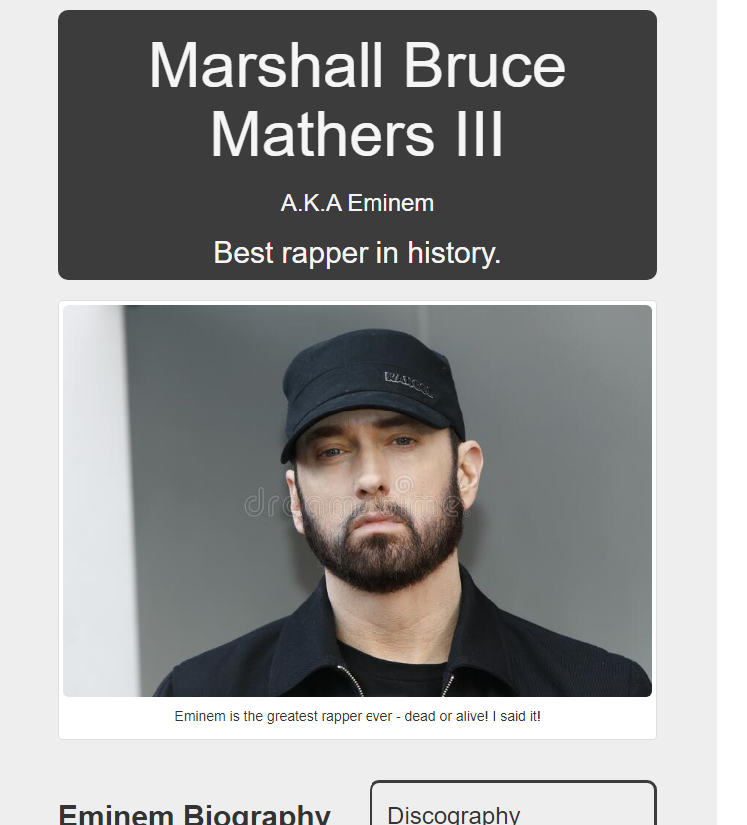 Marshall Bruce
Mathers III
A.K.A Eminem
Best rapper in history.
dreamstime
Eminem is the greatest rapper ever - dead or alive! I said it!
Eminem Biography
Discography